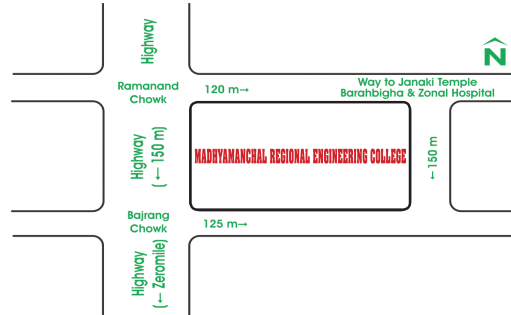 Highway
N
Ramanand
Chowk
120 m→
Way to Janaki Temple
Barahbigha & Zonal Hospital
Highway
(← 150 m)
MADHYAMANCHAL REGIONAL ENGINEERING COLLEGE
←150 m
Bajrang
Chowk
125 m→
Highway
(← Zeromile)